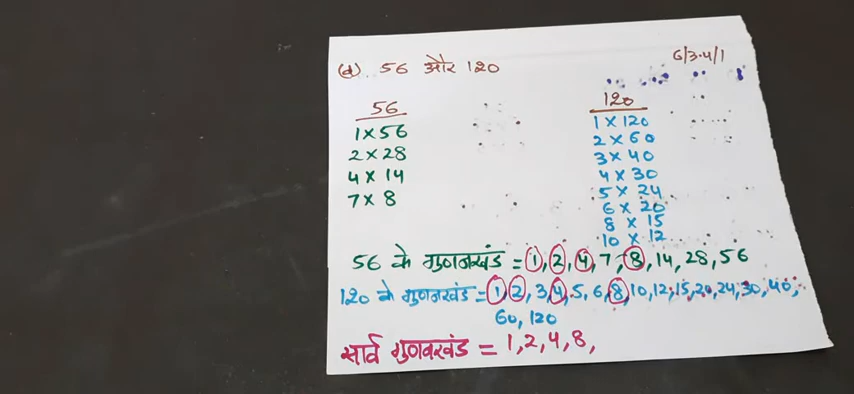 (d) 56 और 120
6/3.4/1
56
1 × 56
2 × 28
4 × 14
7 × 8
120
1 × 120
2 × 60
3 × 40
4 × 30
5 × 24
6 × 20
8 × 15
10 × 12
56 के गुणनखंड = 1, 2, 4, 7, 8, 14, 28, 56
120 के गुणनखंड = 1, 2, 3, 4, 5, 6, 8, 10, 12, 15, 20, 24, 30, 40,
60, 120
सार्व गुणनखंड = 1, 2, 4, 8,